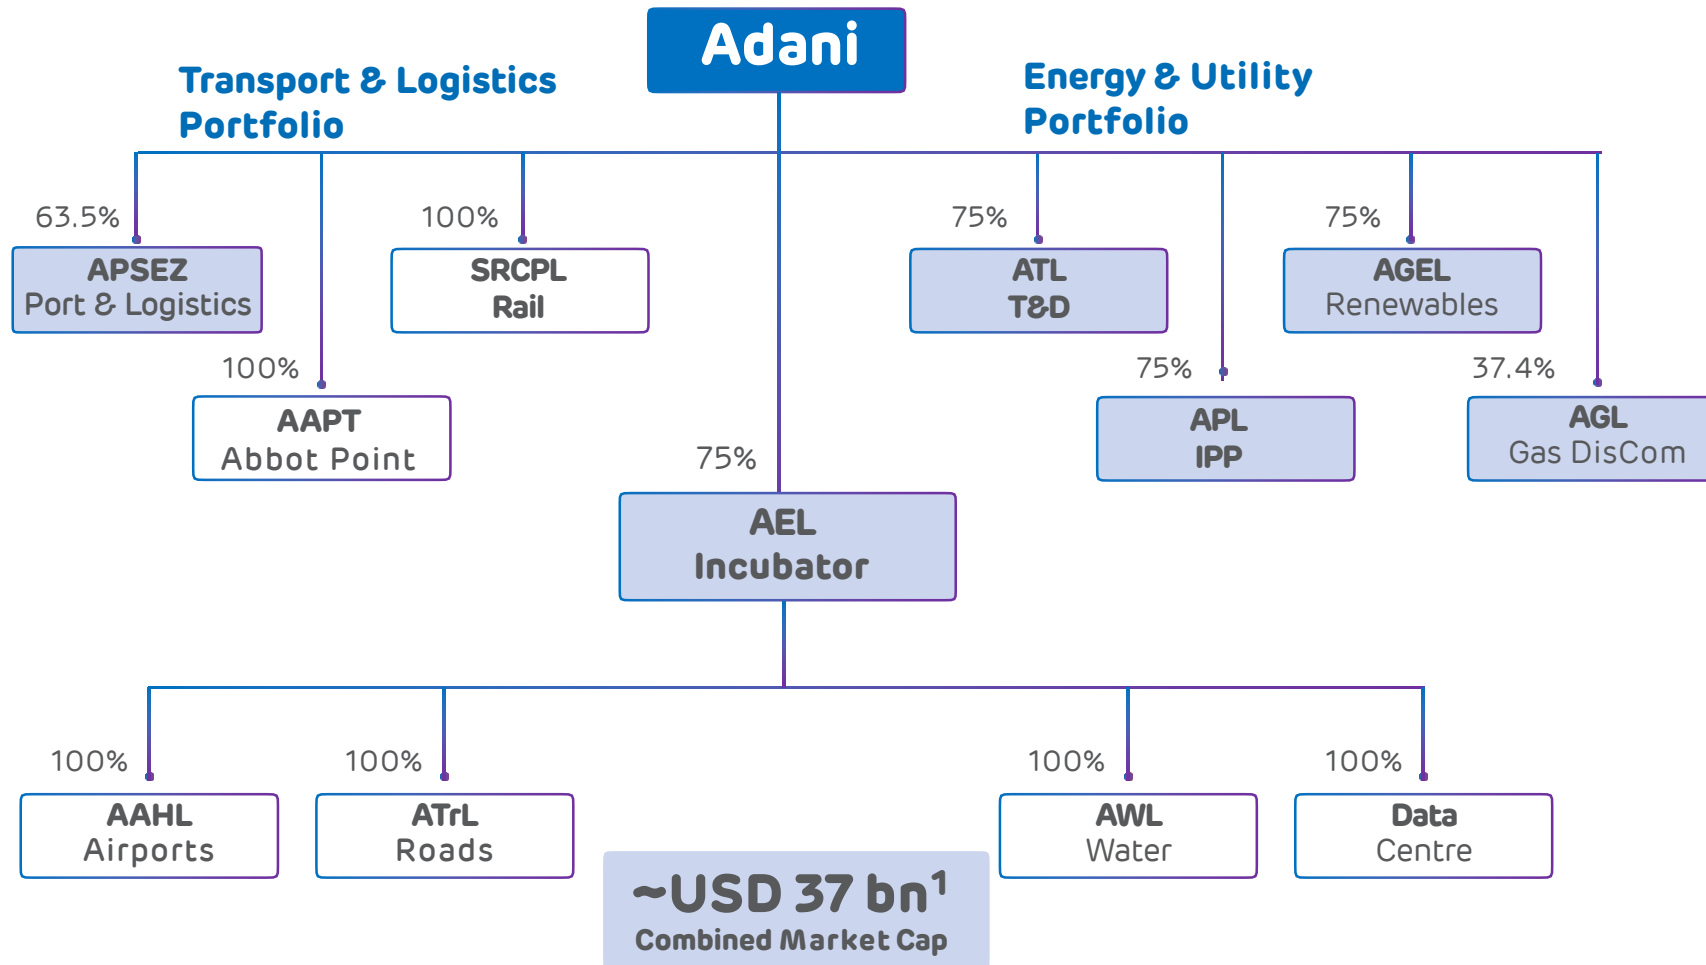 Adani
Transport & Logistics
Portfolio
Energy & Utility
Portfolio
63.5%
APSEZ
Port & Logistics
100%
AAPT
Abbot Point
100%
SRCPL
Rail
75%
ATL
T&D
75%
APL
IPP
75%
AGEL
Renewables
37.4%
AGL
Gas DisCom
75%
AEL
Incubator
100%
AAHL
Airports
100%
ATrL
Roads
100%
AWL
Water
100%
Data
Centre
~USD 37 bn¹
Combined Market Cap